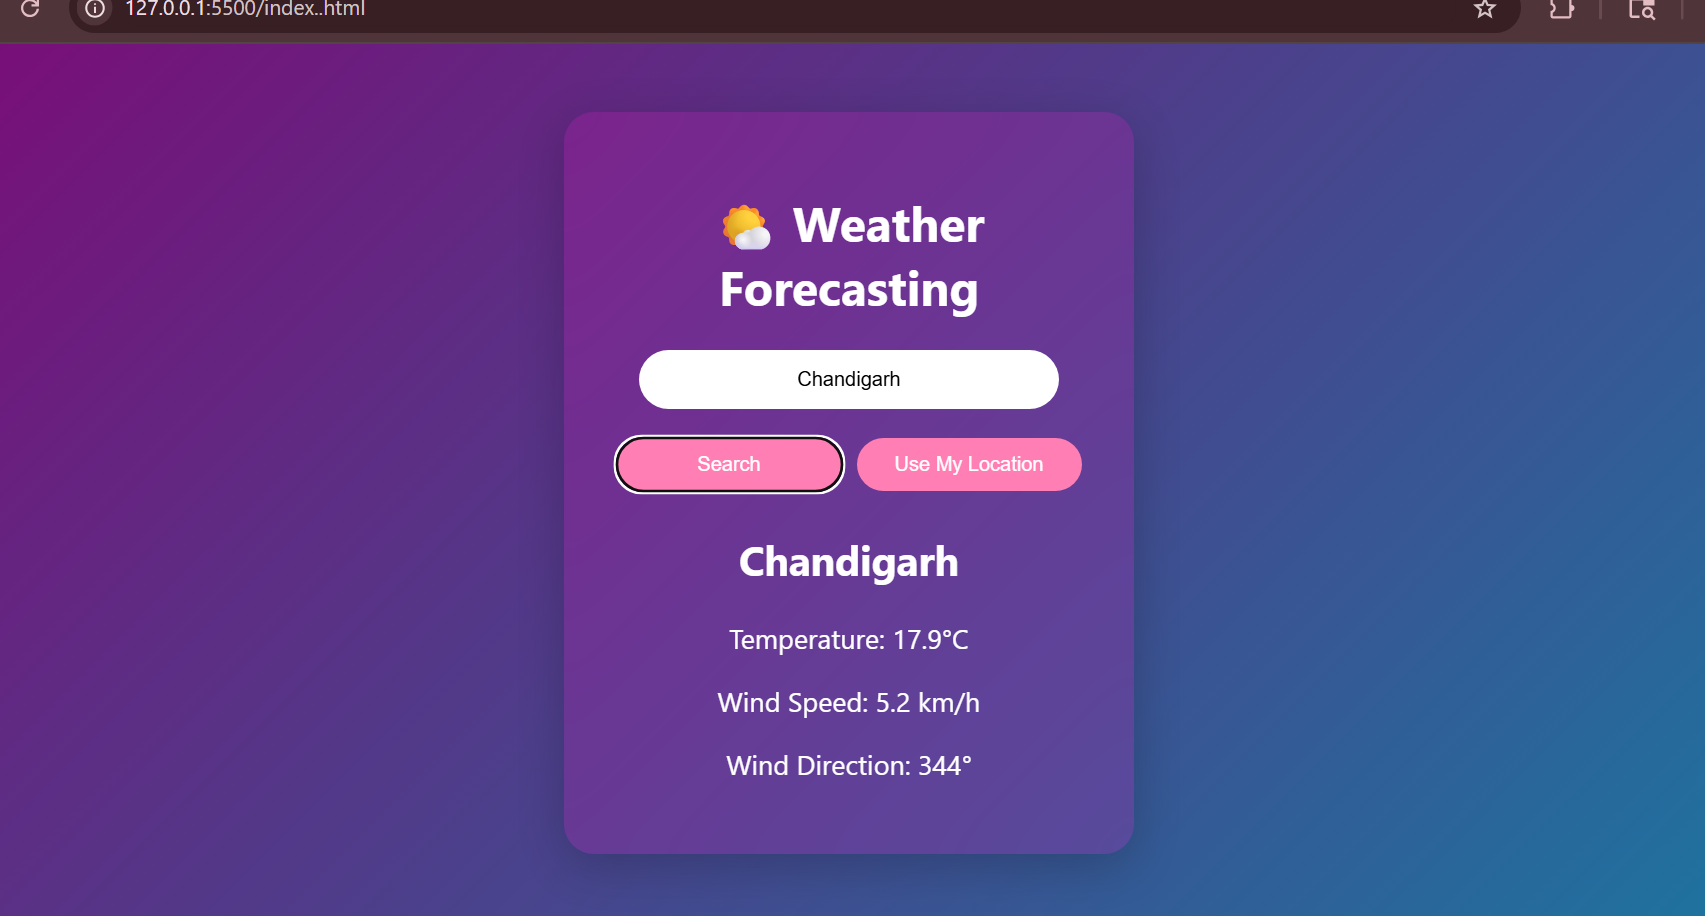 127.0.0.1:5500/index..html
Weather
Forecasting
Chandigarh
Search
Use My Location
Chandigarh
Temperature: 17.9°C
Wind Speed: 5.2 km/h
Wind Direction: 344°